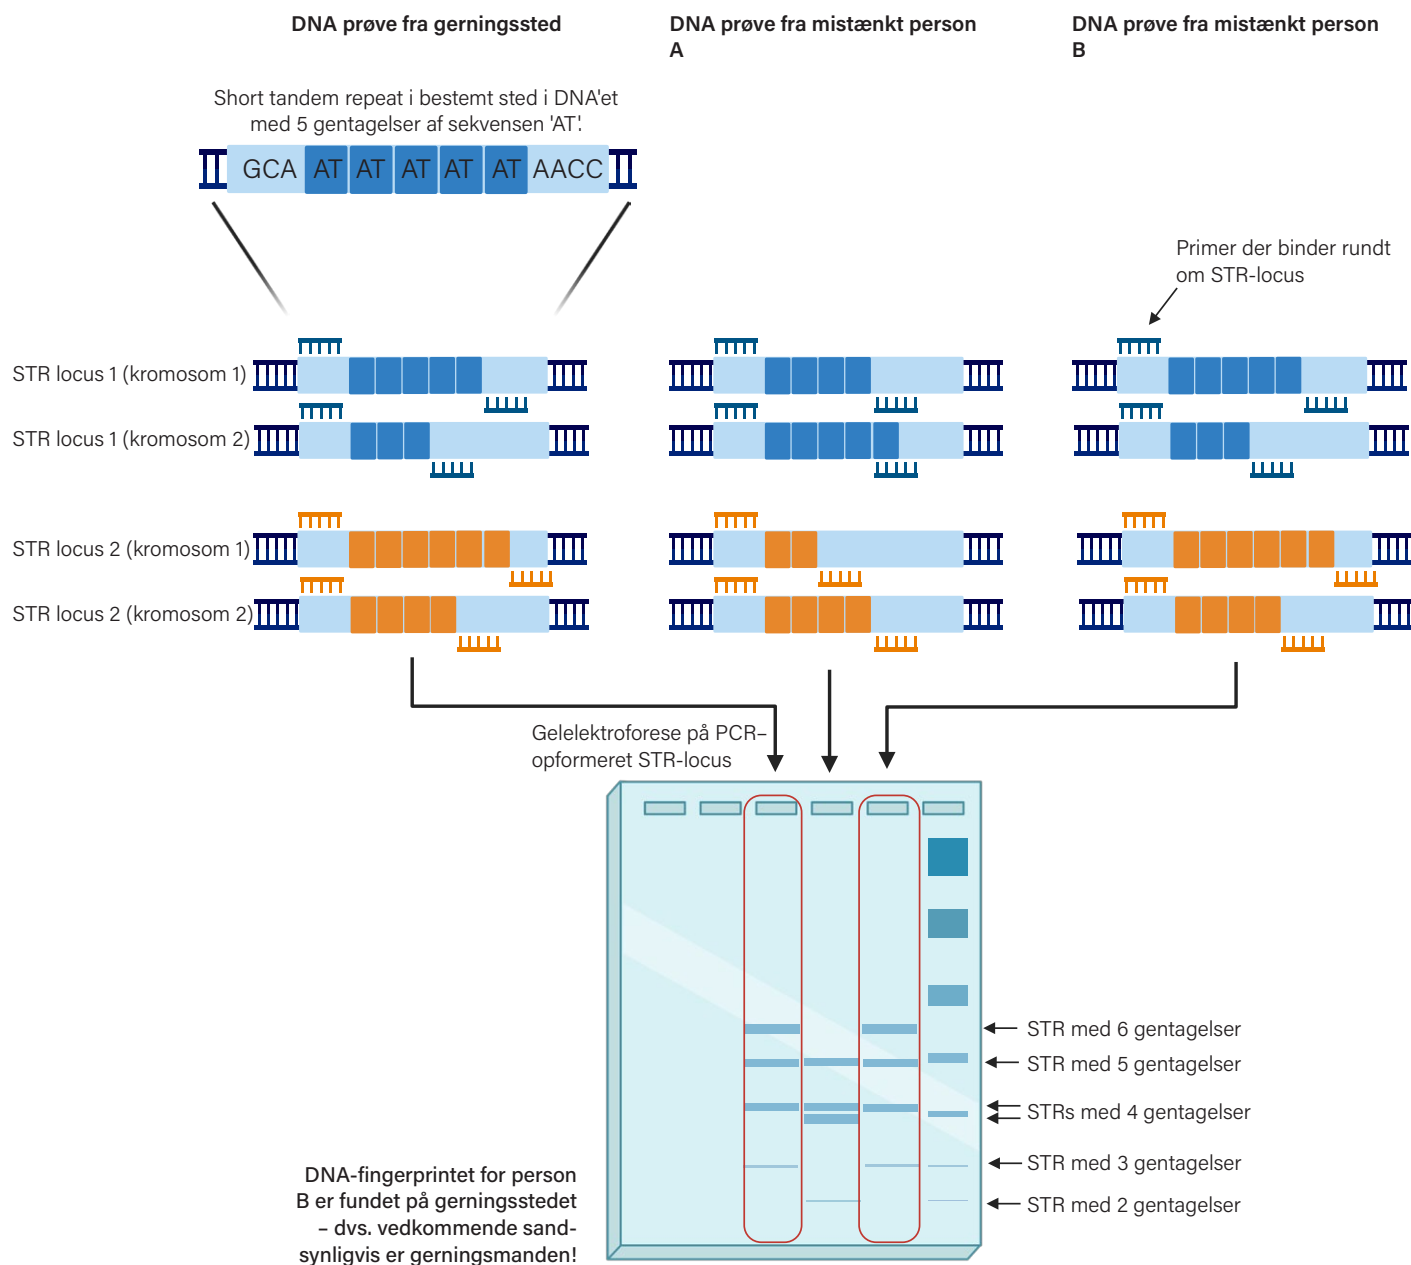 DNA prøve fra gerningssted
DNA prøve fra mistænkt person
A
DNA prøve fra mistænkt person
B
Short tandem repeat i bestemt sted i DNA'et
med 5 gentagelser af sekvensen 'AT'.
GCA AT AT AT AT AT AACC
Primer der binder rundt
om STR-locus
STR locus 1 (kromosom 1)
STR locus 1 (kromosom 2)
STR locus 2 (kromosom 1)
STR locus 2 (kromosom 2)
Gelelektroforese på PCR–
opformeret STR-locus
STR med 6 gentagelser
STR med 5 gentagelser
STRs med 4 gentagelser
STR med 3 gentagelser
STR med 2 gentagelser
DNA-fingerprintet for person
B er fundet på gerningsstedet
– dvs. vedkommende sand-
synligvis er gerningsmanden!